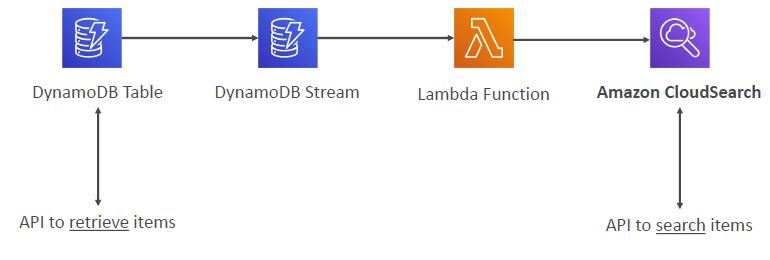 DynamoDB Table
DynamoDB Stream
Lambda Function
Amazon CloudSearch
API to retrieve items
API to search items